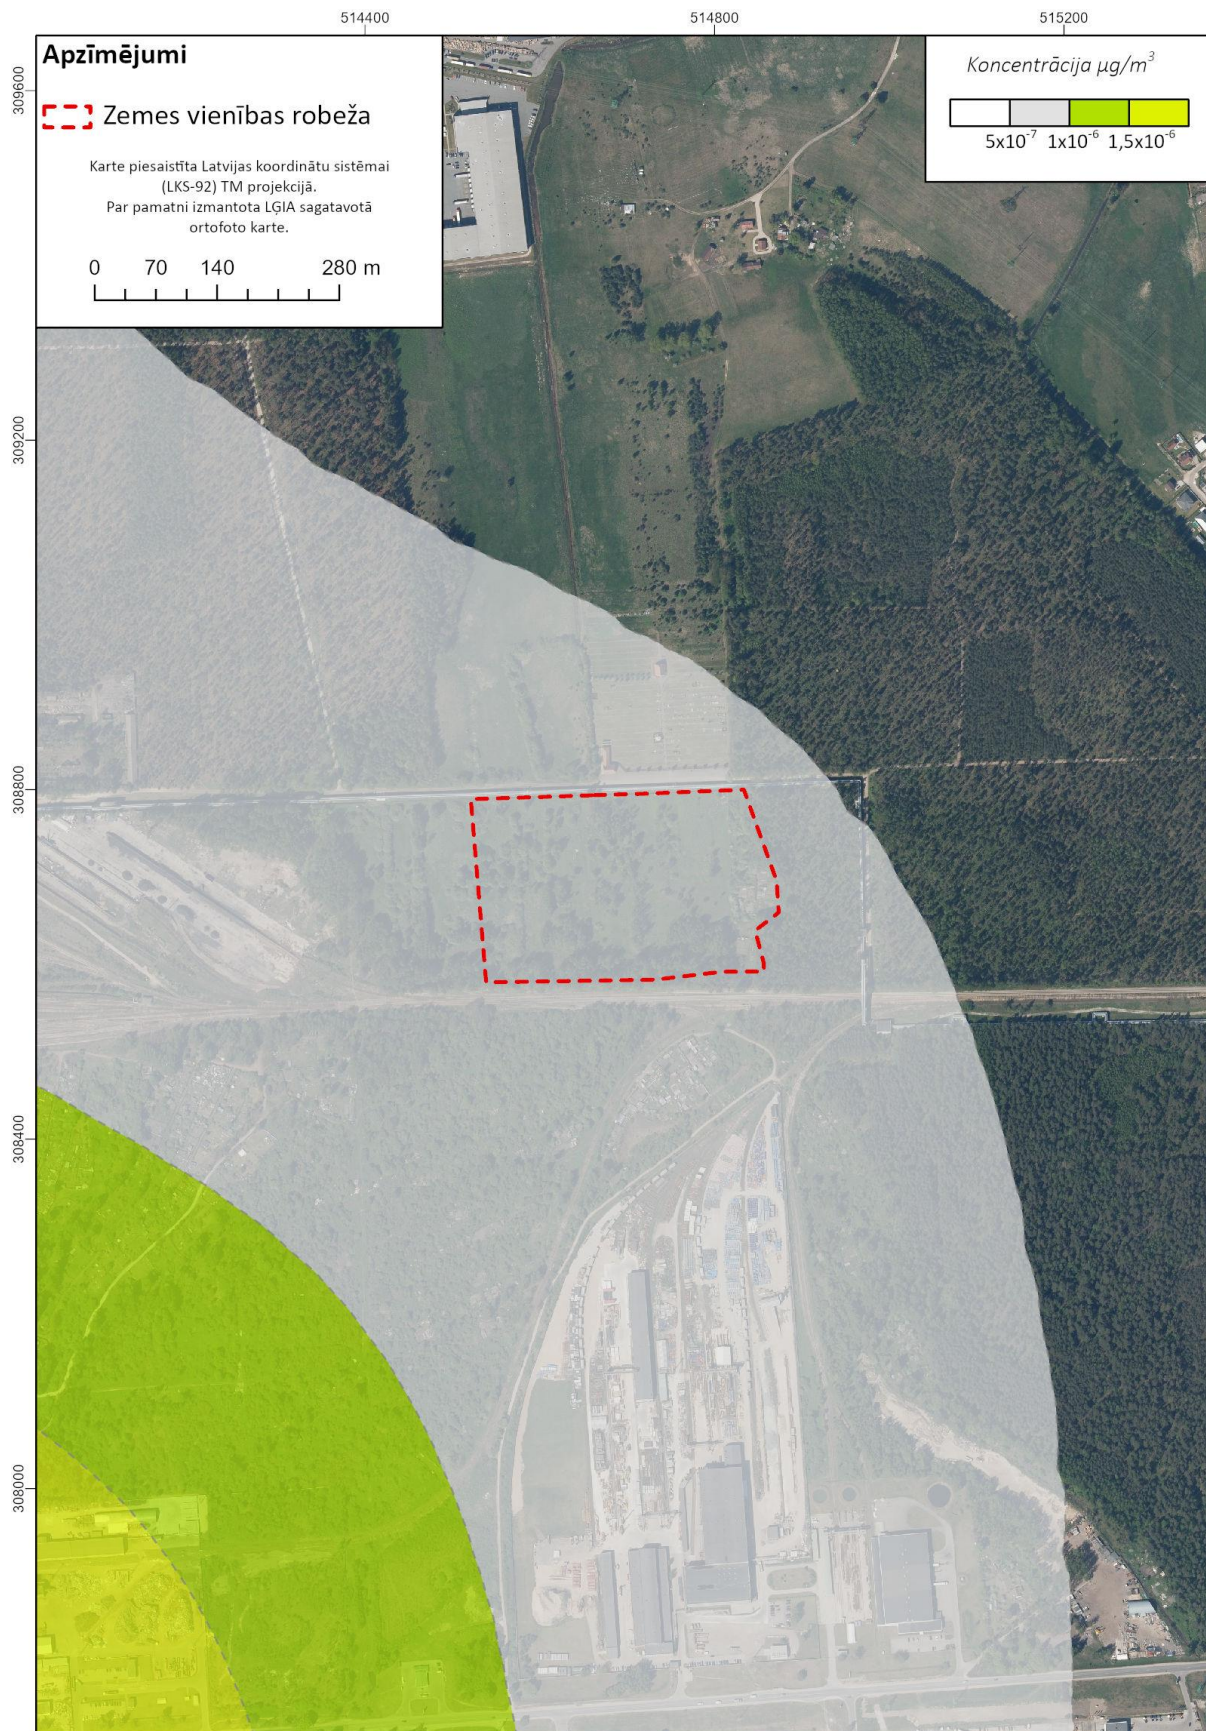 514400
514800
515200
Apzīmējumi
Zemes vienības robeža
Karte piesaistīta Latvijas koordinātu sistēmai
(LKS-92) TM projekcijā.
Par pamatni izmantota LĢIA sagatavotā
ortofoto karte.
0 70 140 280 m
Koncentrācija µg/m³
5x10⁻⁷ 1x10⁻⁶ 1,5x10⁻⁶
309600
309200
308800
308400
308000